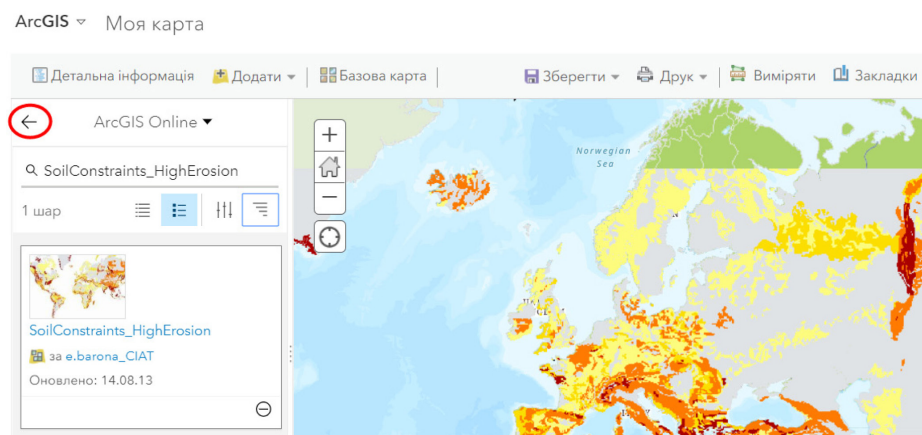 ArcGIS Моя карта
Детальна інформація Додати Базова карта Зберегти Друк Виміряти Закладки
ArcGIS Online
SoilConstraints_HighErosion
1 шар
SoilConstraints_HighErosion
за e.barona_CIAT
Оновлено: 14.08.13
Norwegian
Sea